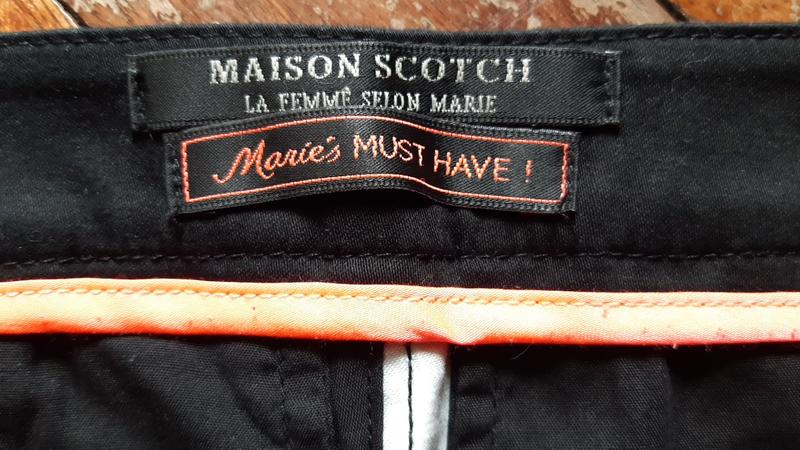 MAISON SCOTCH
LA FEMME SELON MARIE
Marie's MUST HAVE !